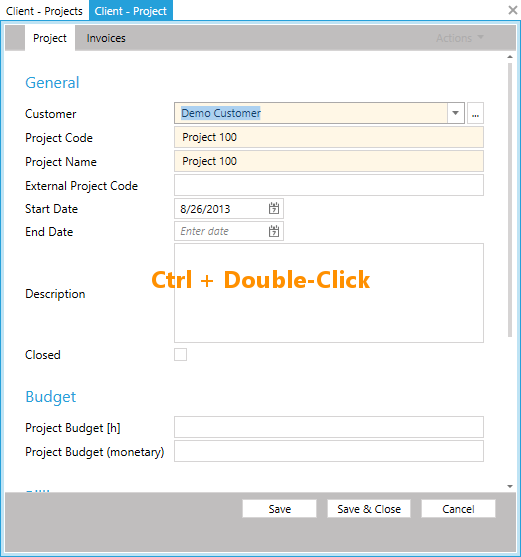 Client - Projects Client - Project
Project Invoices Actions
General
Customer Demo Customer ...
Project Code Project 100
Project Name Project 100
External Project Code
Start Date 8/26/2013
End Date Enter date
Ctrl + Double-Click
Description
Closed
Budget
Project Budget [h]
Project Budget (monetary)
Save Save & Close Cancel